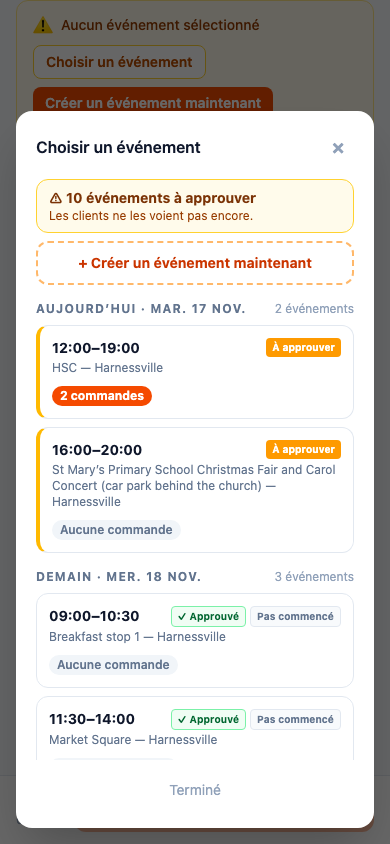 Aucun événement sélectionné
Choisir un événement
Créer un événement maintenant
Choisir un événement
×
⚠ 10 événements à approuver
Les clients ne les voient pas encore.
+ Créer un événement maintenant
AUJOURD'HUI · MAR. 17 NOV. 2 événements
12:00–19:00 À approuver
HSC — Harnessville
2 commandes
16:00–20:00 À approuver
St Mary's Primary School Christmas Fair and Carol
Concert (car park behind the church) —
Harnessville
Aucune commande
DEMAIN · MER. 18 NOV. 3 événements
09:00–10:30 ✓ Approuvé Pas commencé
Breakfast stop 1 — Harnessville
Aucune commande
11:30–14:00 ✓ Approuvé Pas commencé
Market Square — Harnessville
Terminé